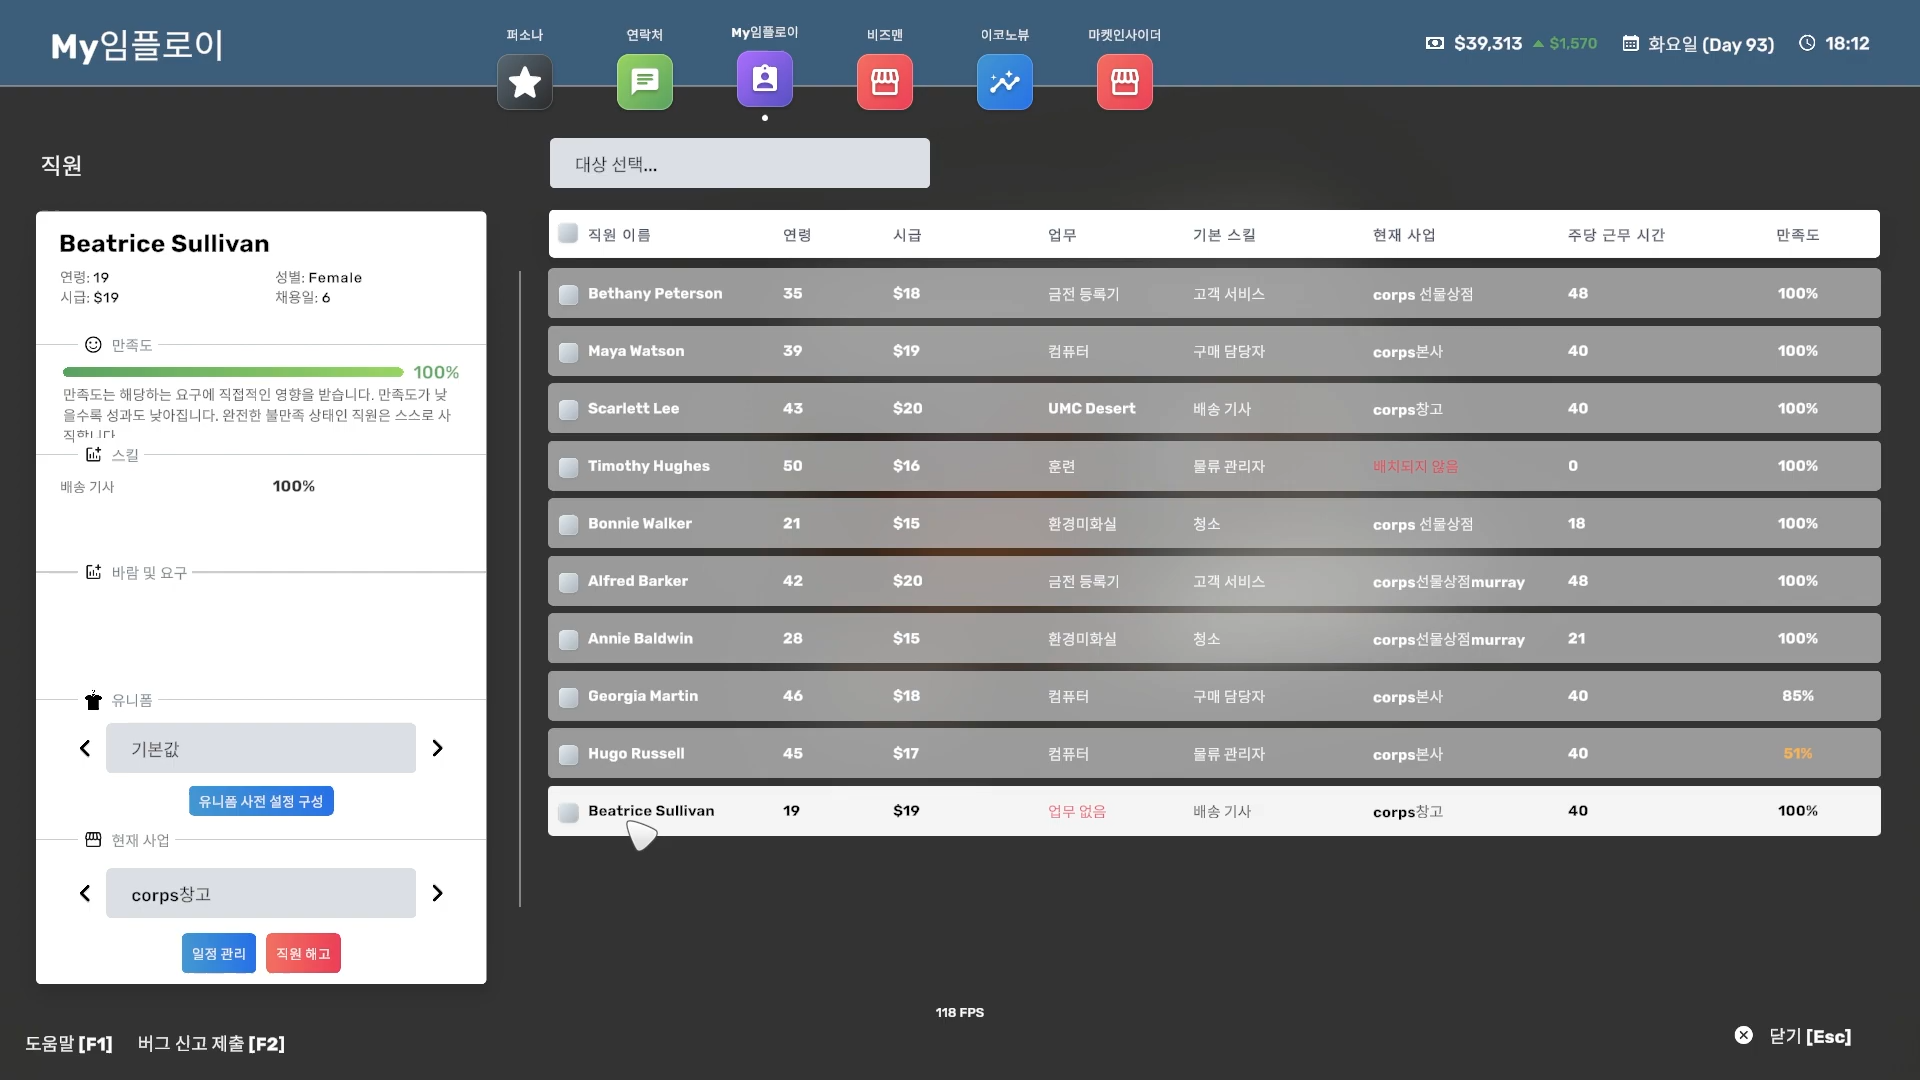 My임플로이
퍼소나
연락처
My임플로이
비즈맨
이코노뷰
마켓인사이더
$39,313
$1,570
화요일 (Day 93)
18:12
직원
대상 선택...
Beatrice Sullivan
연령: 19
성별: Female
시급: $19
채용일: 6
만족도
100%
만족도는 해당하는 요구에 직접적인 영향을 받습니다. 만족도가 낮
을수록 성과도 낮아집니다. 완전한 불만족 상태인 직원은 스스로 사
직합니다
스킬
배송 기사 100%
바람 및 요구
유니폼
기본값
유니폼 사전 설정 구성
현재 사업
corps창고
일정 관리
직원 해고
직원 이름 연령 시급 업무 기본 스킬 현재 사업 주당 근무 시간 만족도
Bethany Peterson 35 $18 금전 등록기 고객 서비스 corps 선물상점 48 100%
Maya Watson 39 $19 컴퓨터 구매 담당자 corps본사 40 100%
Scarlett Lee 43 $20 UMC Desert 배송 기사 corps창고 40 100%
Timothy Hughes 50 $16 훈련 물류 관리자 배치되지 않음 0 100%
Bonnie Walker 21 $15 환경미화실 청소 corps 선물상점 18 100%
Alfred Barker 42 $20 금전 등록기 고객 서비스 corps선물상점murray 48 100%
Annie Baldwin 28 $15 환경미화실 청소 corps선물상점murray 21 100%
Georgia Martin 46 $18 컴퓨터 구매 담당자 corps본사 40 85%
Hugo Russell 45 $17 컴퓨터 물류 관리자 corps본사 40 51%
Beatrice Sullivan 19 $19 업무 없음 배송 기사 corps창고 40 100%
118 FPS
도움말 [F1]
버그 신고 제출 [F2]
닫기 [Esc]